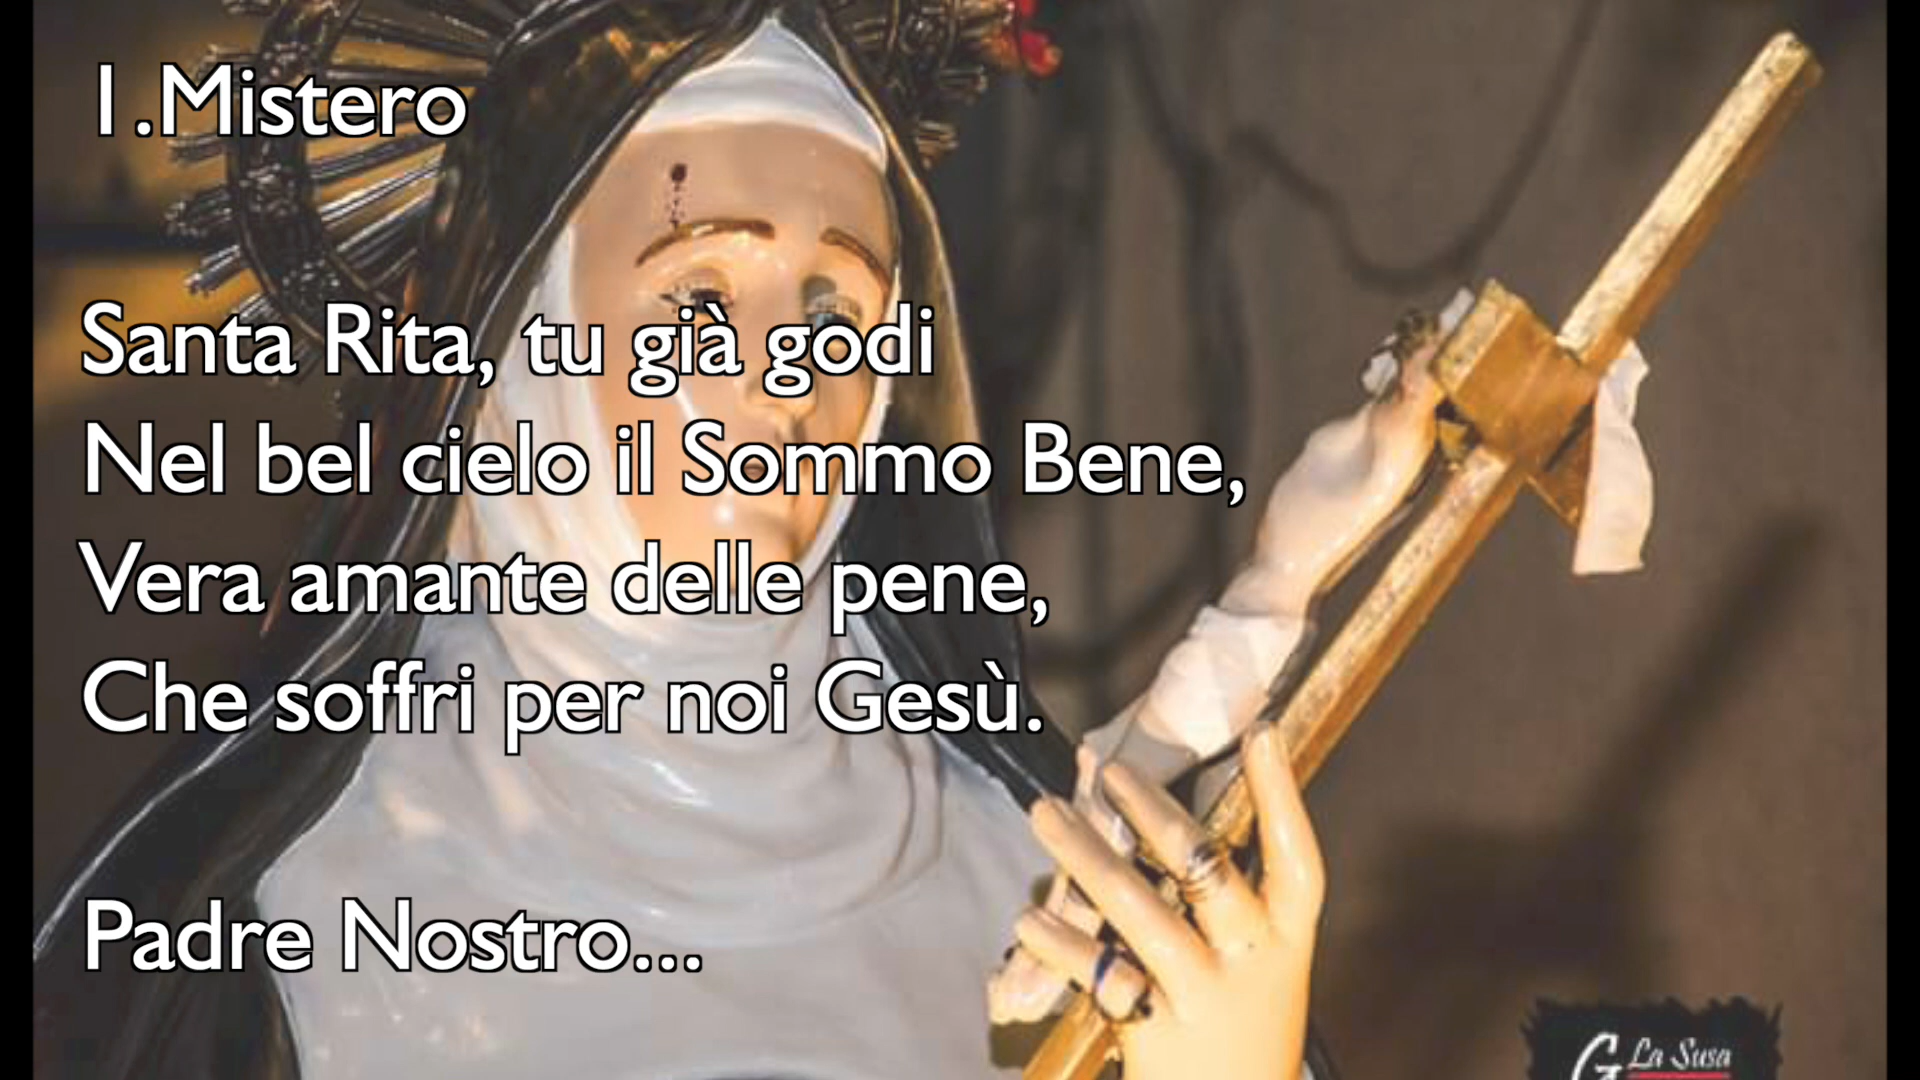 1.Mistero
Santa Rita, tu già godi
Nel bel cielo il Sommo Bene,
Vera amante delle pene,
Che soffrì per noi Gesù.
Padre Nostro...
La Susa